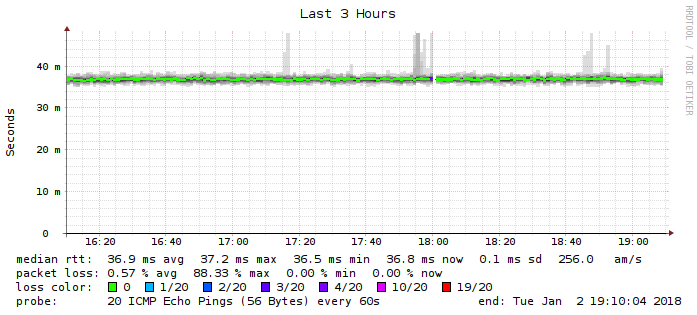 Last 3 Hours
RRDTOOL / TOBI OETIKER
Seconds
40 m
30 m
20 m
10 m
0
16:20 16:40 17:00 17:20 17:40 18:00 18:20 18:40 19:00
median rtt: 36.9 ms avg 37.2 ms max 36.5 ms min 36.8 ms now 0.1 ms sd 256.0 am/s
packet loss: 0.57 % avg 88.33 % max 0.00 % min 0.00 % now
loss color: 0 1/20 2/20 3/20 4/20 10/20 19/20
probe: 20 ICMP Echo Pings (56 Bytes) every 60s end: Tue Jan 2 19:10:04 2018